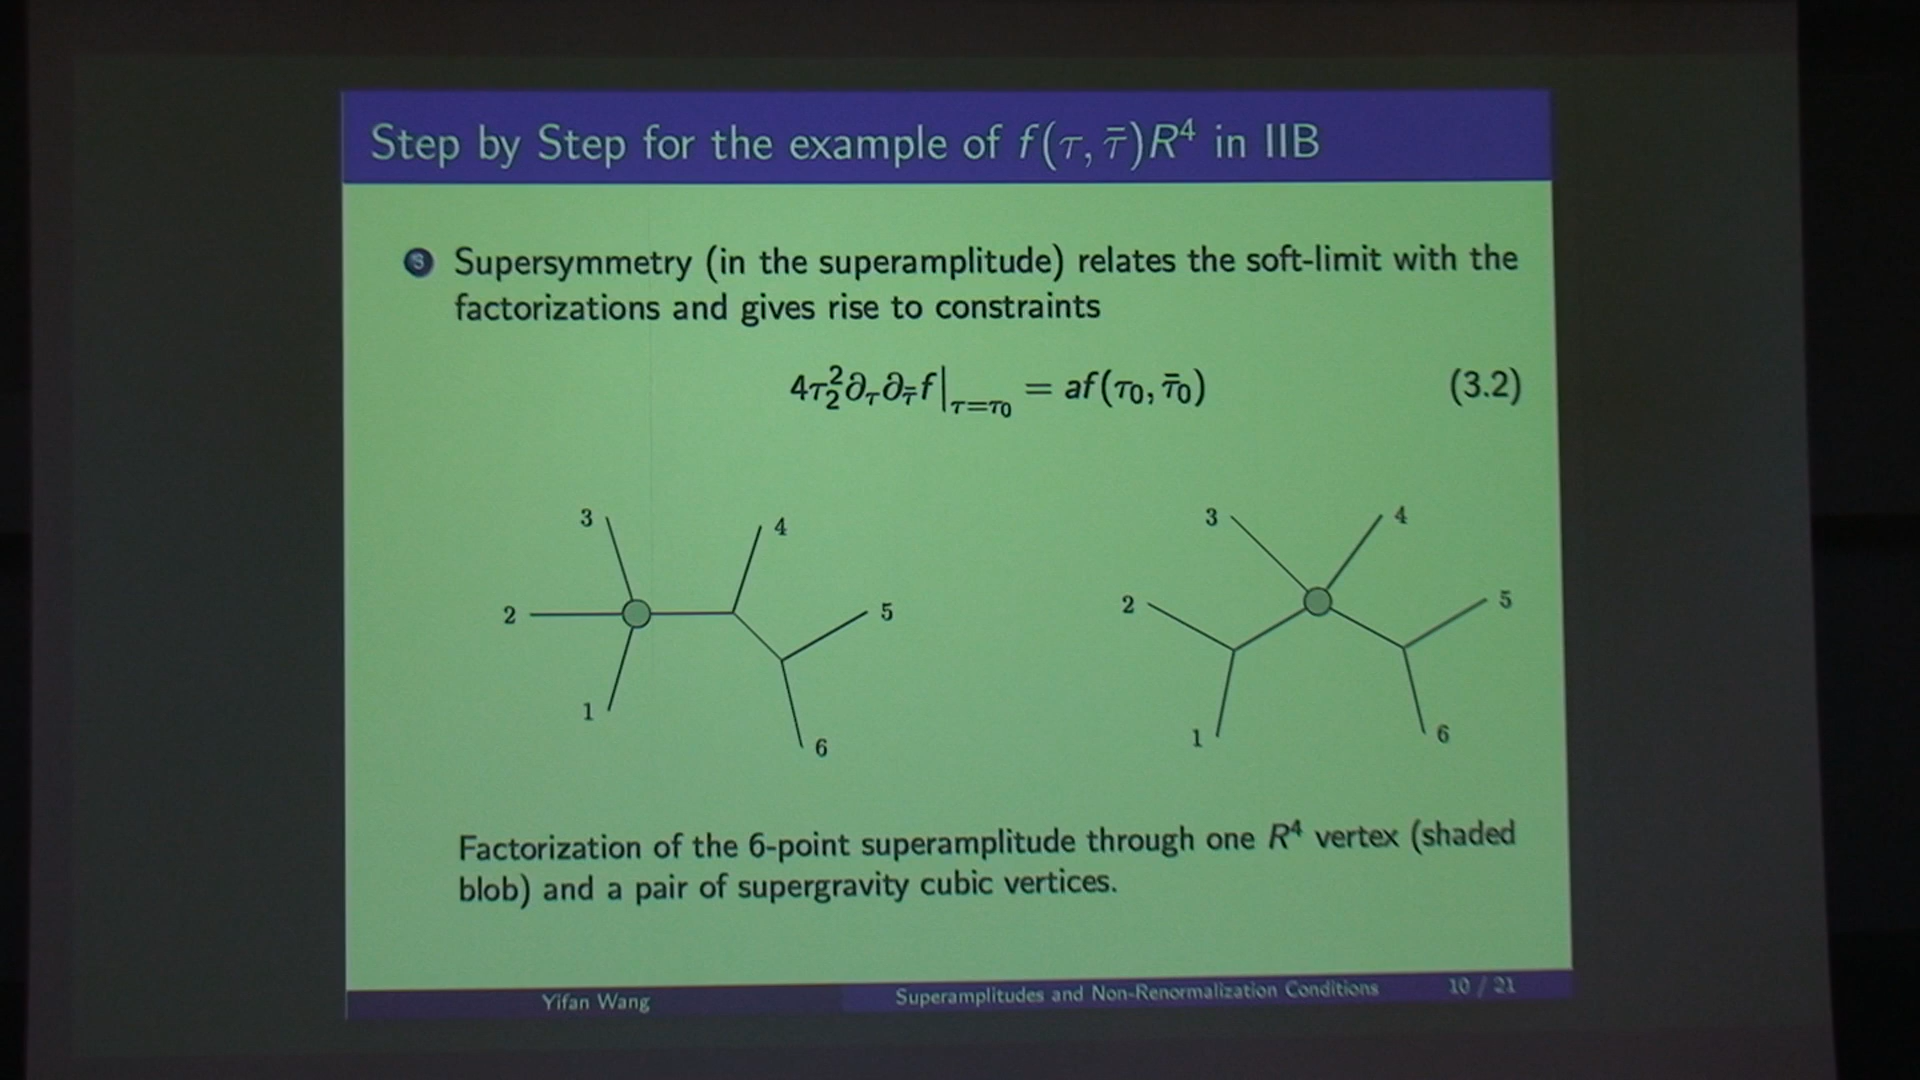 Step by Step for the example of f(τ, τ̄)R⁴ in IIB
3 Supersymmetry (in the superamplitude) relates the soft-limit with the
factorizations and gives rise to constraints
4τ₂²∂_τ∂_τ̄ f|_{τ=τ₀} = af(τ₀, τ̄₀) (3.2)
3 4
2 5
1 6
3 4
2 5
1 6
Factorization of the 6-point superamplitude through one R⁴ vertex (shaded
blob) and a pair of supergravity cubic vertices.
Yifan Wang Superamplitudes and Non-Renormalization Conditions 10 / 21